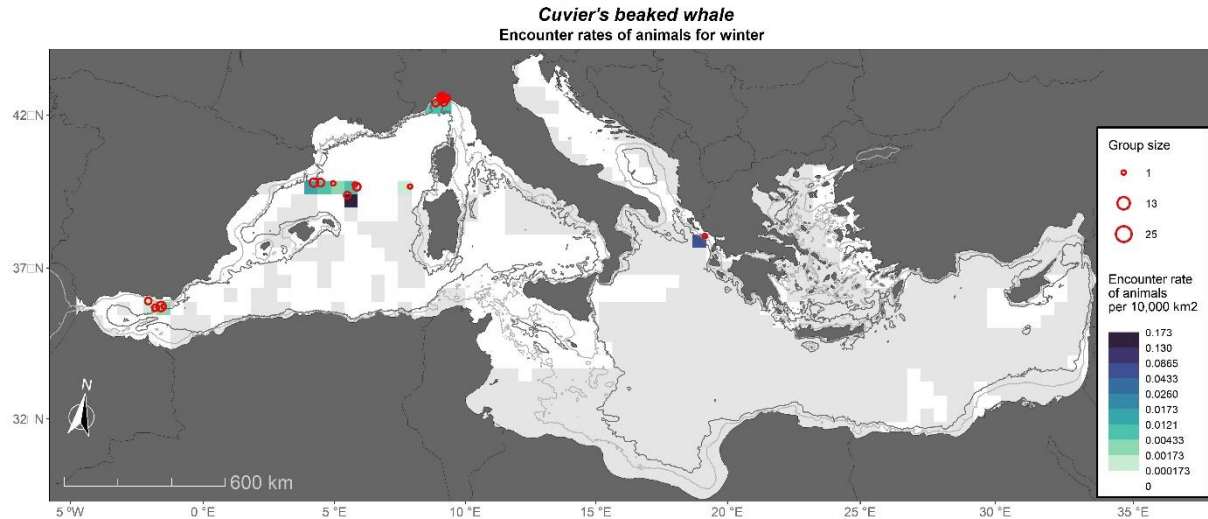 Cuvier's beaked whale
Encounter rates of animals for winter
42□N
37□N
32□N
N
600 km
5 °W
0 °E
5 °E
10 °E
15 °E
20 °E
25 °E
30 °E
35 °E
Group size
1
13
25
Encounter rate
of animals
per 10,000 km2
0.173
0.130
0.0865
0.0433
0.0260
0.0173
0.0121
0.00433
0.000173
0